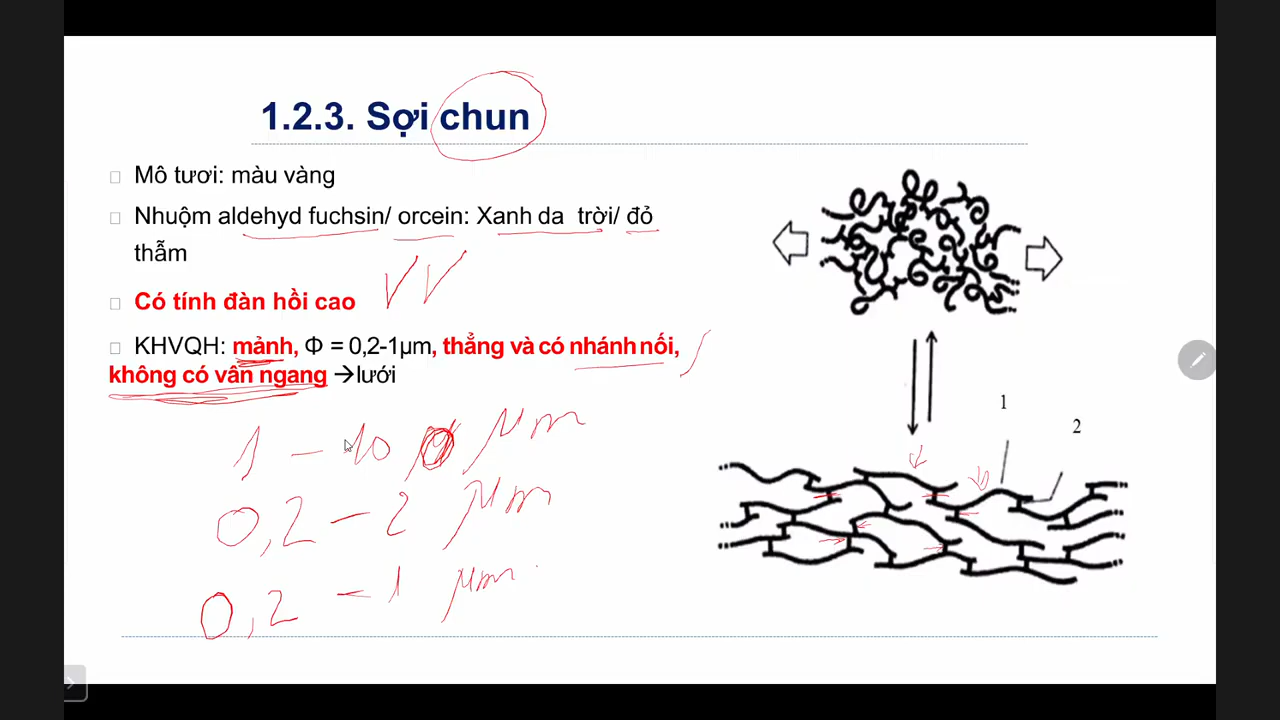 1.2.3. Sợi chun
Mô tươi: màu vàng
Nhuộm aldehyd fuchsin/ orcein: Xanh da trời/ đỏ
thẫm
Có tính đàn hồi cao
KHVQH: mảnh, Φ = 0,2-1µm, thẳng và có nhánh nối,
không có vân ngang →lưới
1 – 10 µm
0,2 – 2 µm
0,2 – 1 µm
1
2